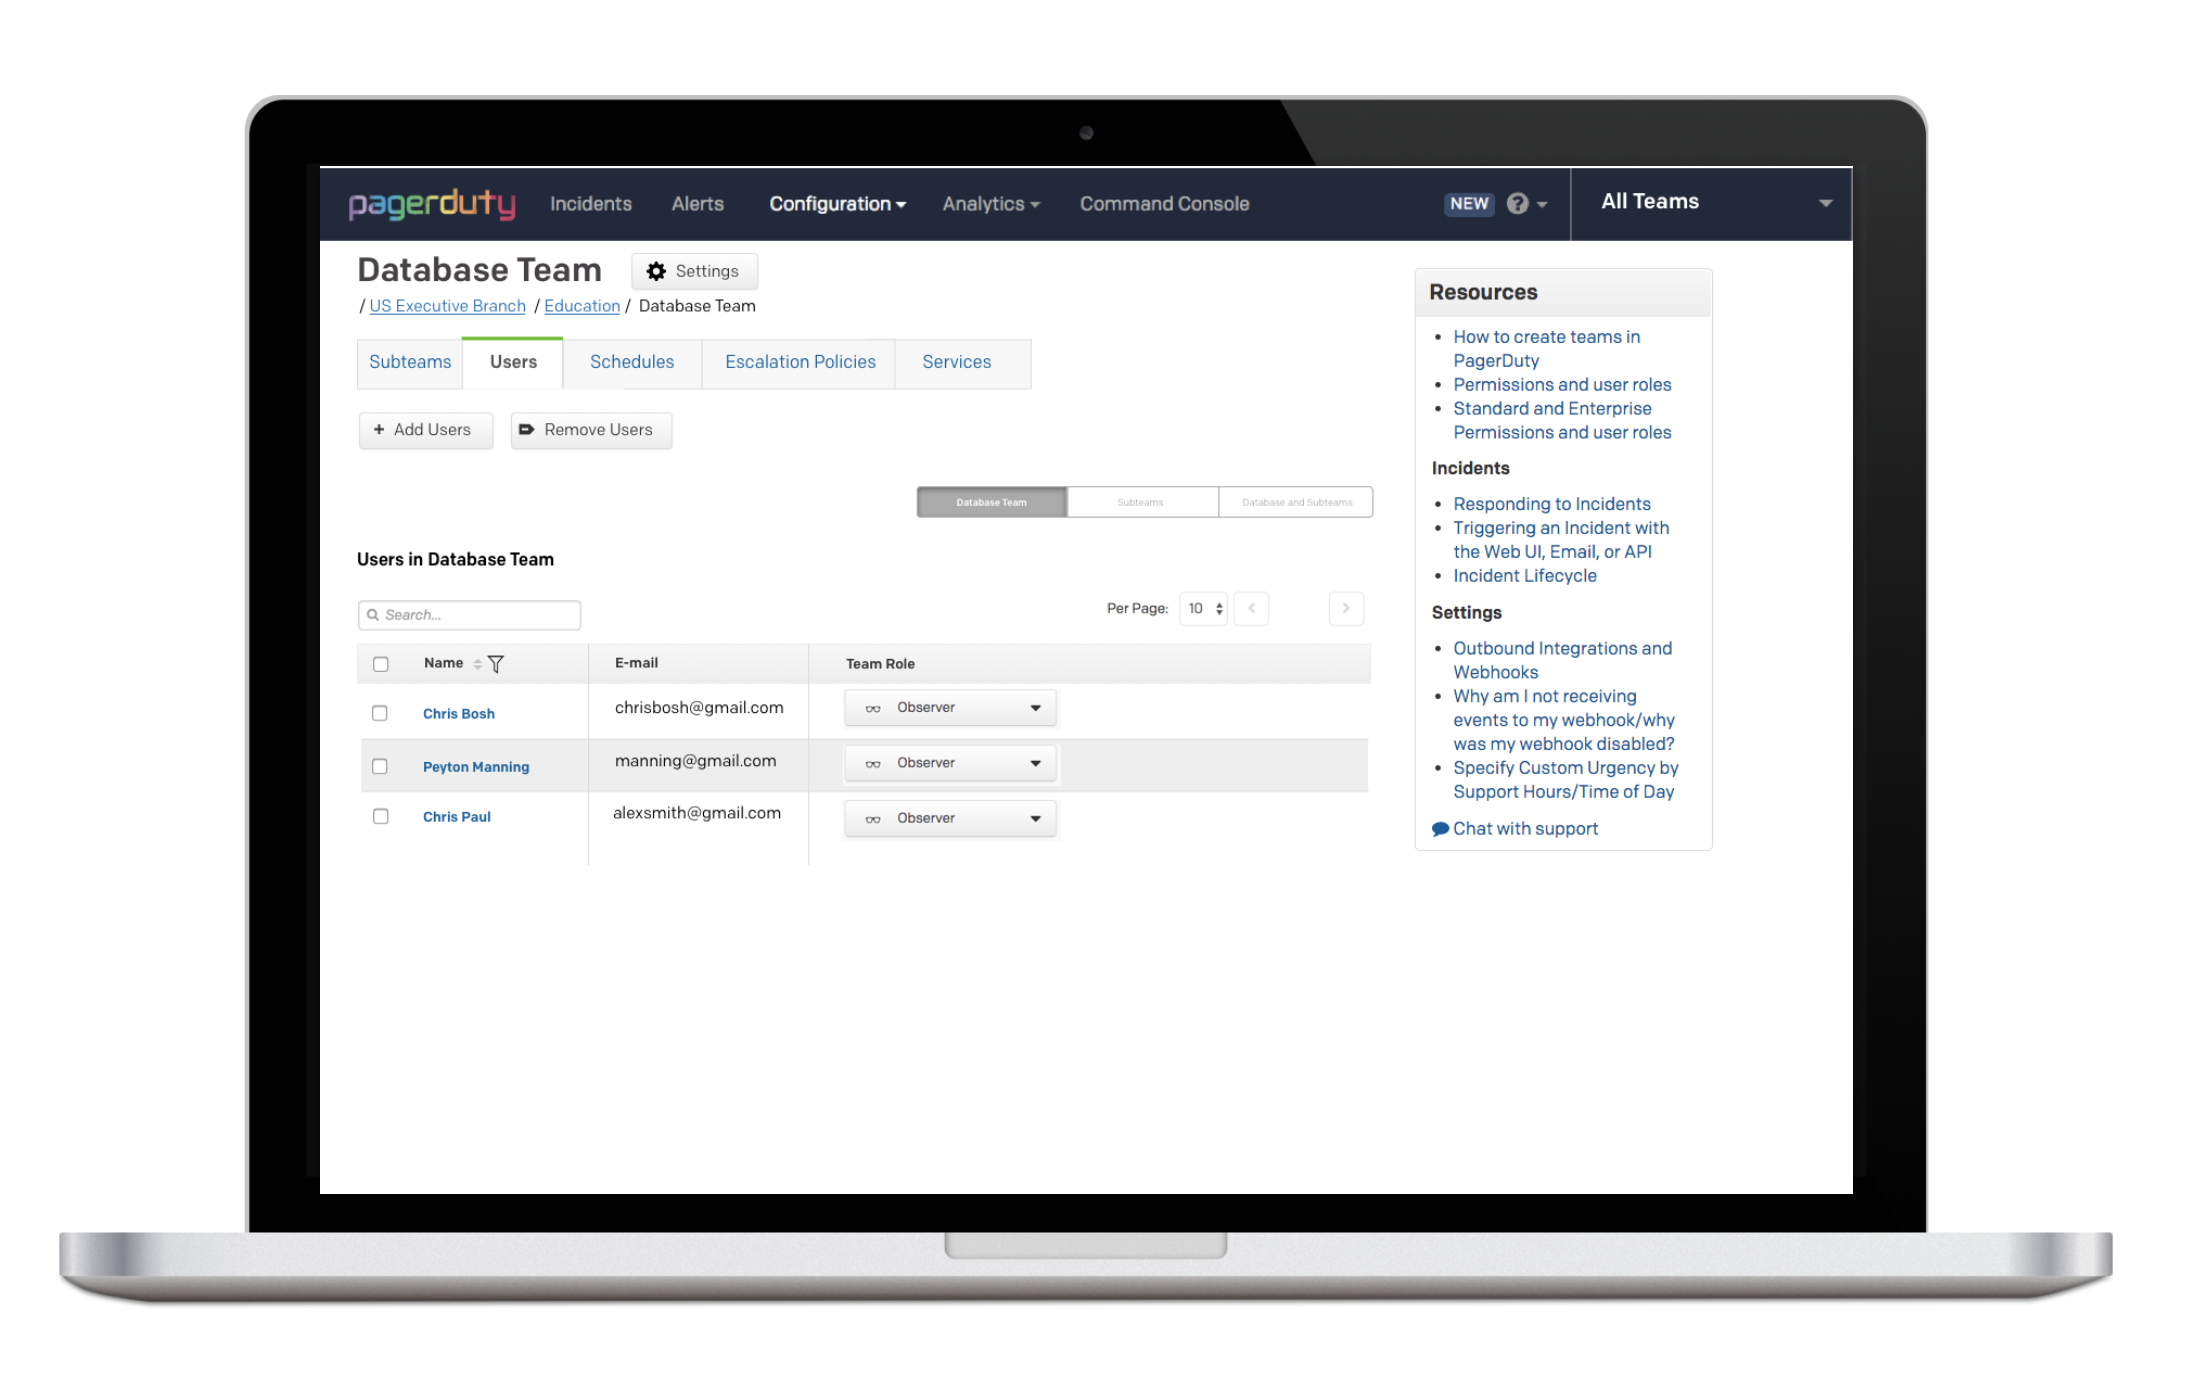 pagerduty Incidents Alerts Configuration Analytics Command Console NEW ? All Teams
Database Team Settings
/ US Executive Branch / Education / Database Team
Subteams Users Schedules Escalation Policies Services
+ Add Users Remove Users
Database Team Subteams Database and Subteams
Users in Database Team
Search...
Per Page: 10
Name E-mail Team Role
Chris Bosh chrisbosh@gmail.com Observer
Peyton Manning manning@gmail.com Observer
Chris Paul alexsmith@gmail.com Observer
Resources
• How to create teams in
PagerDuty
• Permissions and user roles
• Standard and Enterprise
Permissions and user roles
Incidents
• Responding to Incidents
• Triggering an Incident with
the Web UI, Email, or API
• Incident Lifecycle
Settings
• Outbound Integrations and
Webhooks
• Why am I not receiving
events to my webhook/why
was my webhook disabled?
• Specify Custom Urgency by
Support Hours/Time of Day
Chat with support